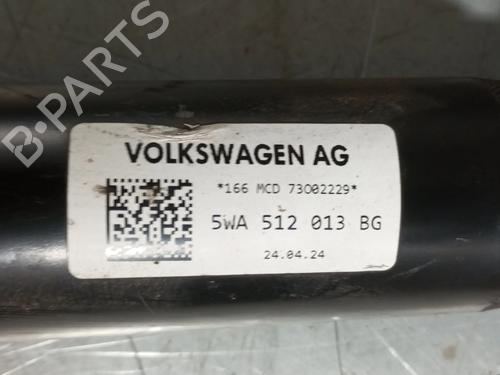 B-PARTS
VOLKSWAGEN AG
*166 MCD 73002229*
5WA 512 013 BG
24.04.24